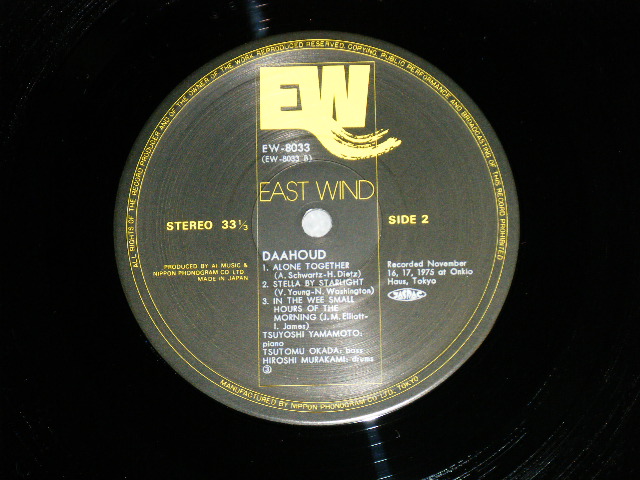 ALL RIGHTS OF THE RECORD PRODUCER AND OF THE OWNER OF THE WORK REPRODUCED RESERVED. COPYING, PUBLIC PERFORMANCE AND BROADCASTING OF THIS RECORD PROHIBITED
EW
EW-8033
(EW-8033 B)
EAST WIND
STEREO 33⅓
SIDE 2
DAAHOUD
1. ALONE TOGETHER
(A. Schwartz-H. Dietz)
2. STELLA BY STARLIGHT
(V. Young-N. Washington)
3. IN THE WEE SMALL
HOURS OF THE
MORNING (J.M. Elliott-
I. James)
TSUYOSHI YAMAMOTO:
piano
TSUTOMU OKADA: bass
HIROSHI MURAKAMI: drums
③
PRODUCED BY AI MUSIC &
NIPPON PHONOGRAM CO LTD
MADE IN JAPAN
Recorded November
16, 17, 1975 at Onkio
Haus, Tokyo
JASRAC
MANUFACTURED BY NIPPON PHONOGRAM CO LTD, TOKYO